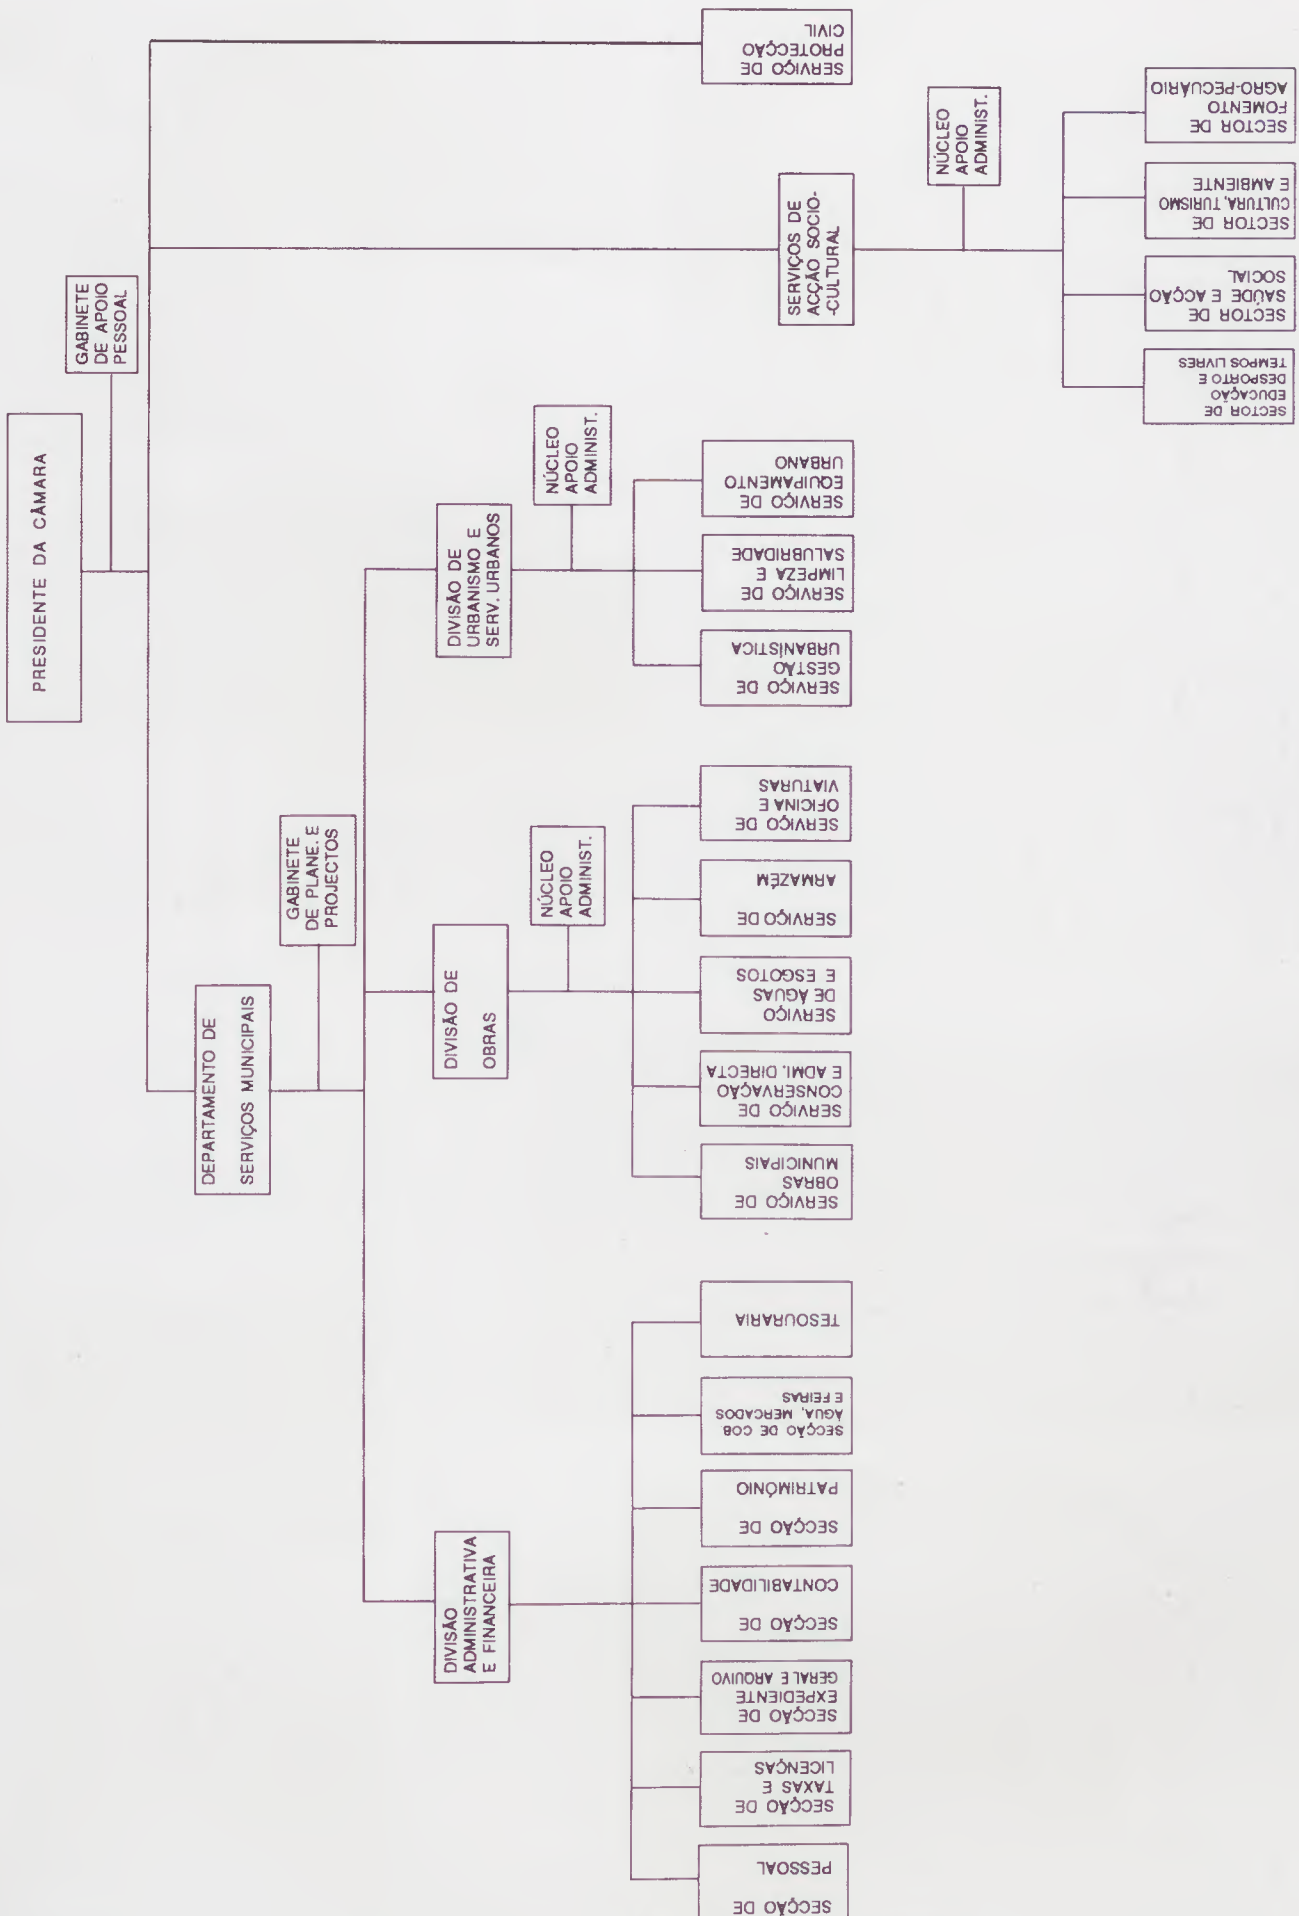 PRESIDENTE DA CÂMARA
GABINETE
DE APOIO
PESSOAL
DEPARTAMENTO DE
SERVIÇOS MUNICIPAIS
GABINETE
DE PLANE. E
PROJECTOS
DIVISÃO
ADMINISTRATIVA
E FINANCEIRA
SECÇÃO DE
PESSOAL
SECÇÃO DE
TAXAS E
LICENÇAS
SECÇÃO DE
EXPEDIENTE
GERAL E ARQUIVO
SECÇÃO DE
CONTABILIDADE
SECÇÃO DE
PATRIMÓNIO
SECÇÃO DE COB
ÁGUA, MERCADOS
E FEIRAS
TESOURARIA
DIVISÃO DE
OBRAS
NÚCLEO
APOIO
ADMINIST.
SERVIÇO DE
OBRAS
MUNICIPAIS
SERVIÇO DE
CONSERVAÇÃO
E ADMI. DIRECTA
SERVIÇO
DE ÁGUAS
E ESGOTOS
SERVIÇO DE
ARMAZÉM
SERVIÇO DE
OFICINA E
VIATURAS
DIVISÃO DE
URBANISMO E
SERV. URBANOS
NÚCLEO
APOIO
ADMINIST.
SERVIÇO DE
GESTÃO
URBANÍSTICA
SERVIÇO DE
LIMPEZA E
SALUBRIDADE
SERVIÇO DE
EQUIPAMENTO
URBANO
SERVIÇOS DE
ACÇÃO SOCIO-
-CULTURAL
NÚCLEO
APOIO
ADMINIST.
SECTOR DE
EDUCAÇÃO
DESPORTO E
TEMPOS LIVRES
SECTOR DE
SAÚDE E ACÇÃO
SOCIAL
SECTOR DE
CULTURA, TURISMO
E AMBIENTE
SECTOR DE
FOMENTO
AGRO-PECUÁRIO
SERVIÇO DE
PROTECÇÃO
CIVIL